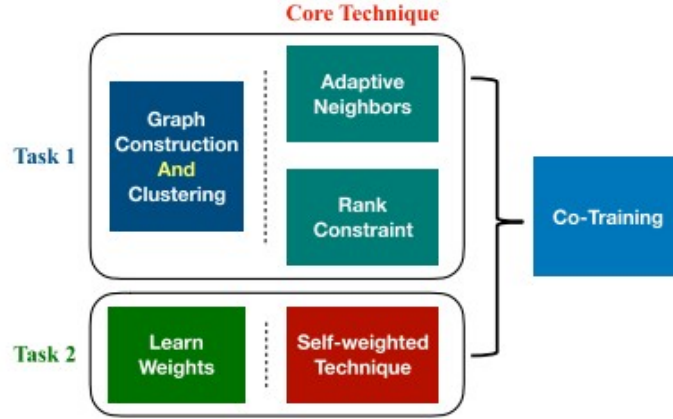 Core Technique
Task 1
Graph
Construction
And
Clustering
Adaptive
Neighbors
Rank
Constraint
Co-Training
Task 2
Learn
Weights
Self-weighted
Technique